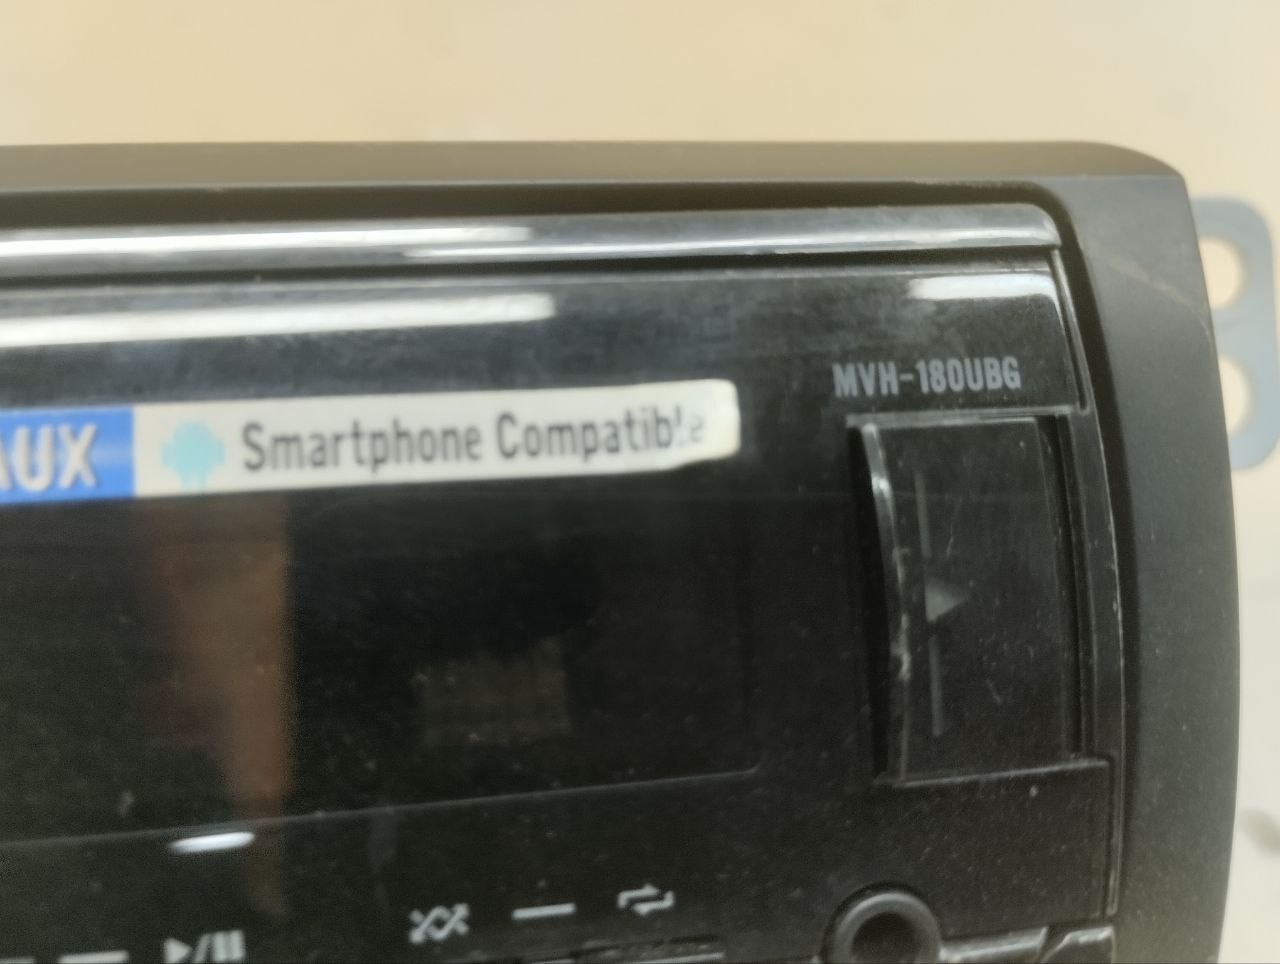 MVH-180UBG
AUX Smartphone Compatible